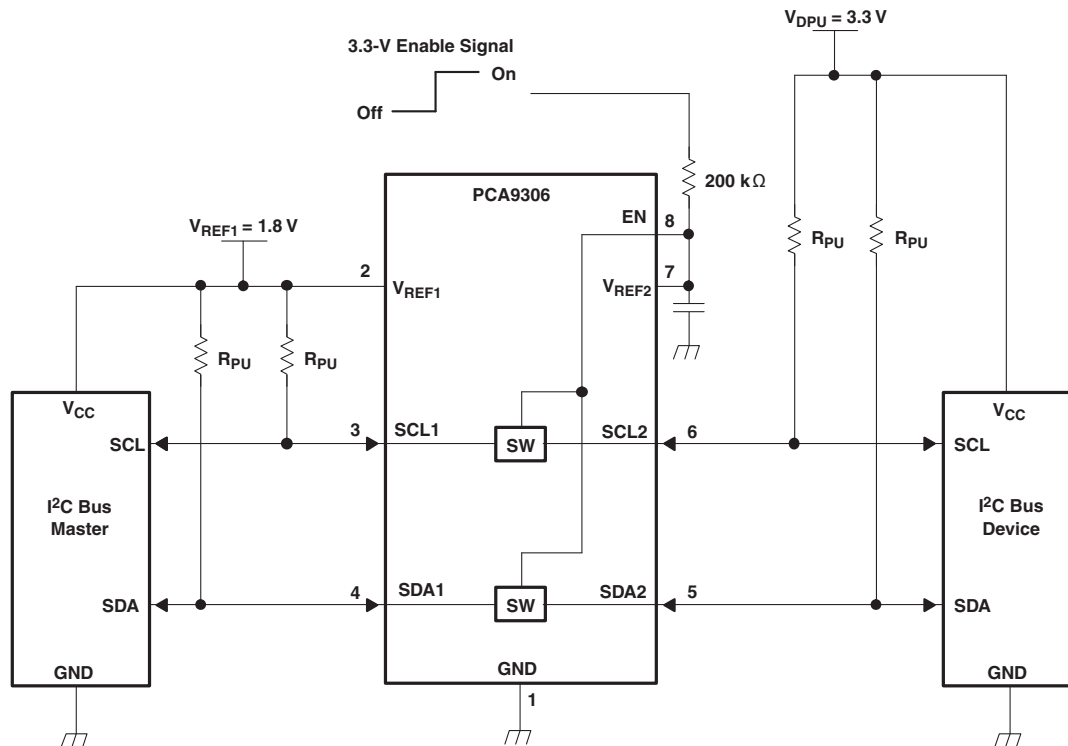 V_DPU = 3.3 V
3.3-V Enable Signal
On
Off
200 kΩ
PCA9306
EN
8
R_PU
R_PU
V_REF1 = 1.8 V
2
V_REF1
7
V_REF2
R_PU
R_PU
V_CC
V_CC
SCL
3
SCL1
SW
SCL2
6
SCL
I²C Bus
Master
I²C Bus
Device
SDA
4
SDA1
SW
SDA2
5
SDA
GND
GND
GND
1